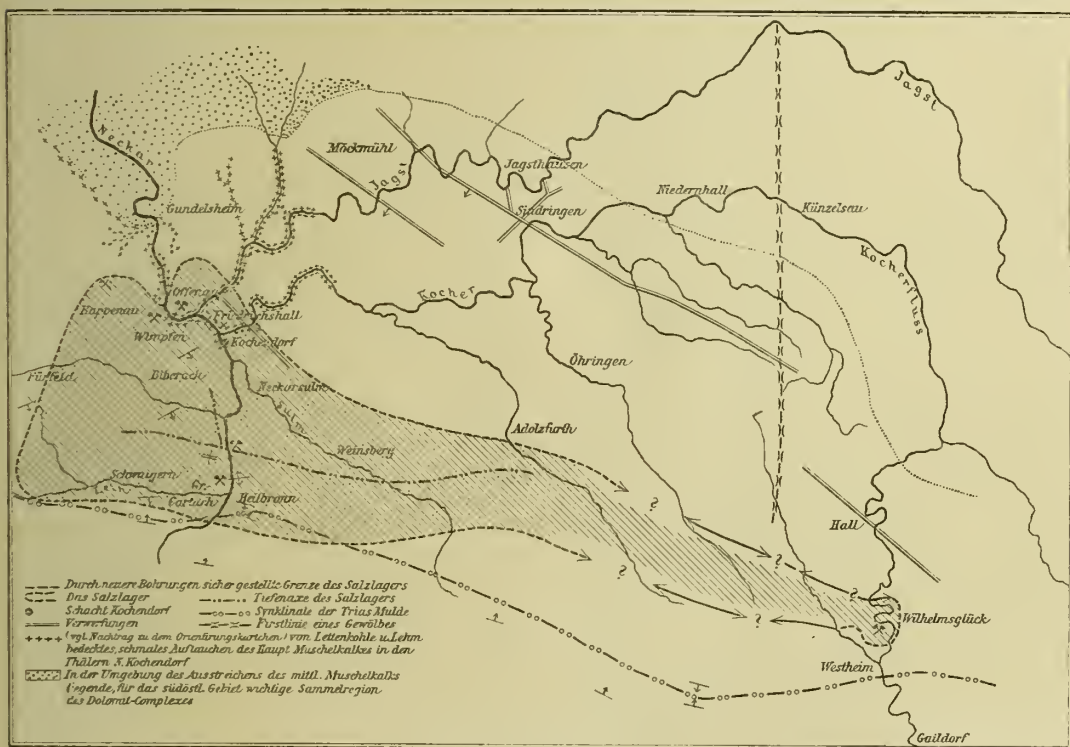 Jagst
Neckar
Möckmühl
Jagst
Jagsthausen
Niedernhall
Künzelsau
Gundelsheim
Sindringen
Kocherfluss
Offenau
Kocher
Rappenau
Friedrichshall
Wimpfen
Kochendorf
Öhringen
Fürfeld
Biberach
Neckarsulm
Sulm
Adolzfurth
Weinsberg
Schwaigern
Gr.
Hall
Lein
Gartach
Heilbronn
?
?
?
?
?
Wilhelmsglück
Westheim
Gaildorf
Durch neuere Bohrungen sicher gestellte Grenze des Salzlagers
Das Salzlager
Tiefenaxe des Salzlagers
Schacht Kochendorf
Synklinale der Trias Mulde
Verwerfungen
Firstlinie eines Gewölbes
(vgl. Nachtrag zu dem Orientirungskärtchen) von Lettenkohle u. Lehm
bedecktes, schmales Auftauchen des Haupt Muschelkalkes in den
Thälern N. Kochendorf
In der Umgebung des Ausstreichens des mittl. Muschelkalks
liegende, für das südöstl. Gebiet wichtige Sammelregion
des Dolomit-Complexes